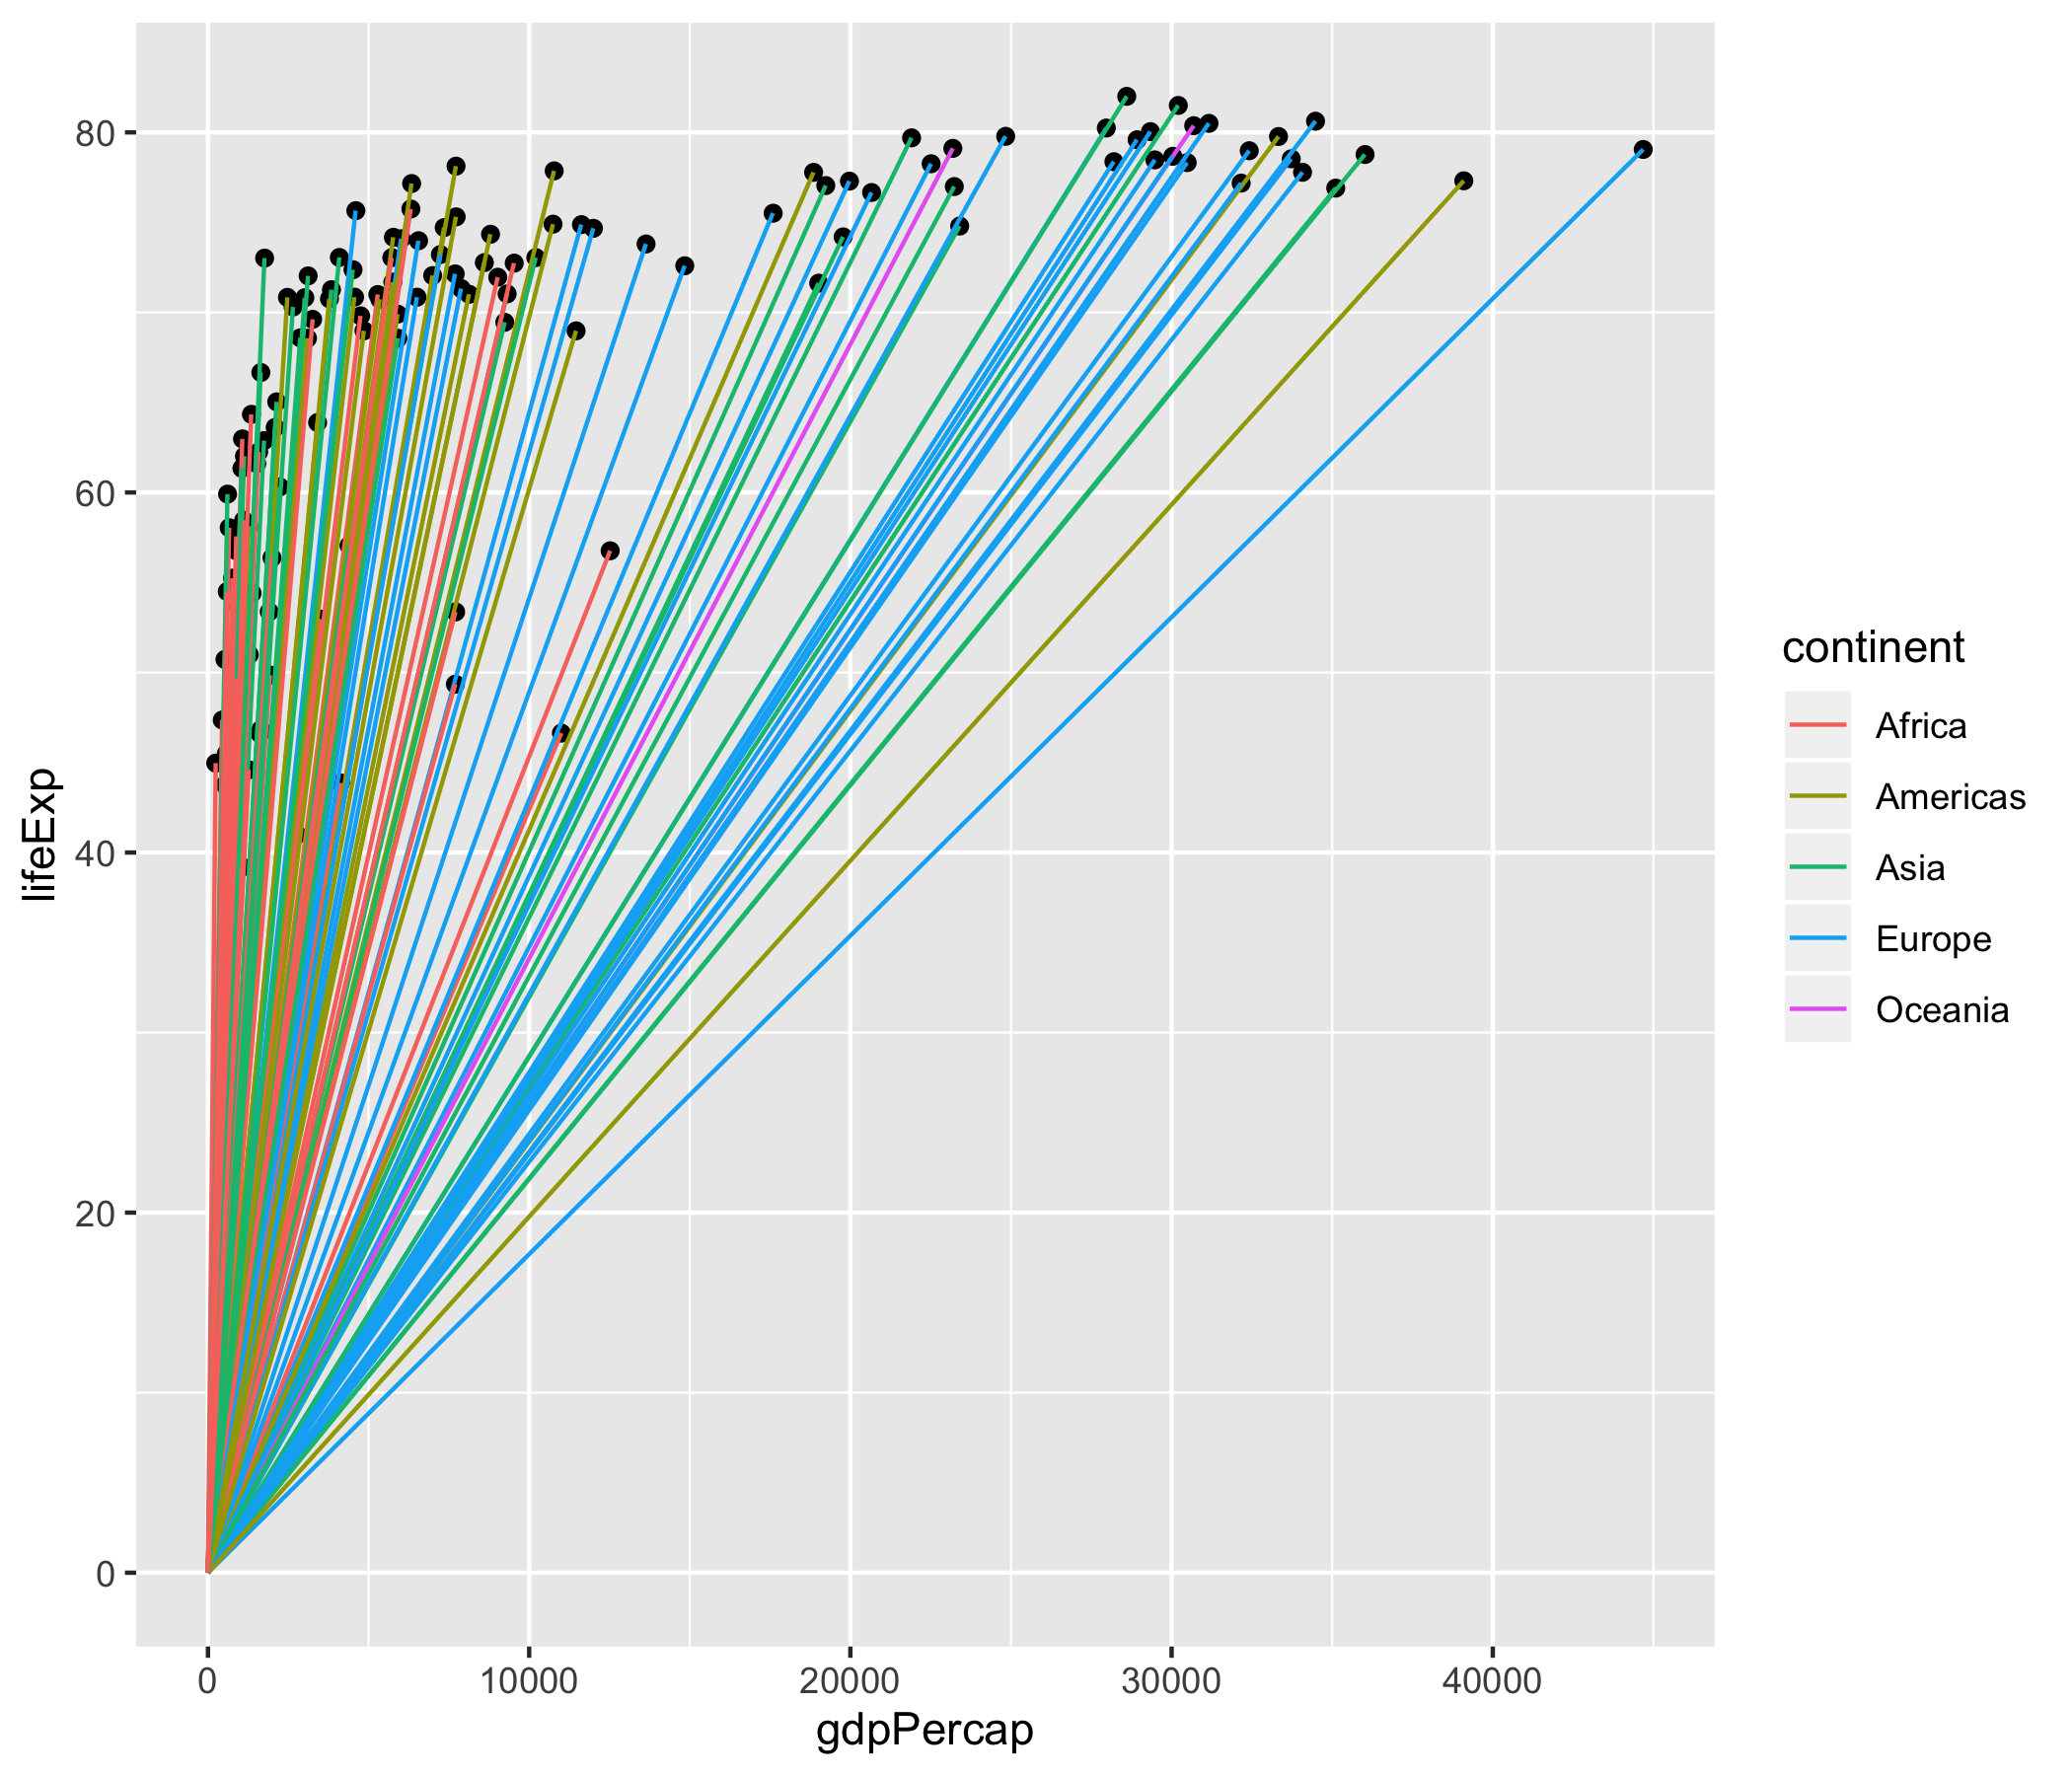 80
60
40
20
0
lifeExp
0 10000 20000 30000 40000
gdpPercap
continent
Africa
Americas
Asia
Europe
Oceania